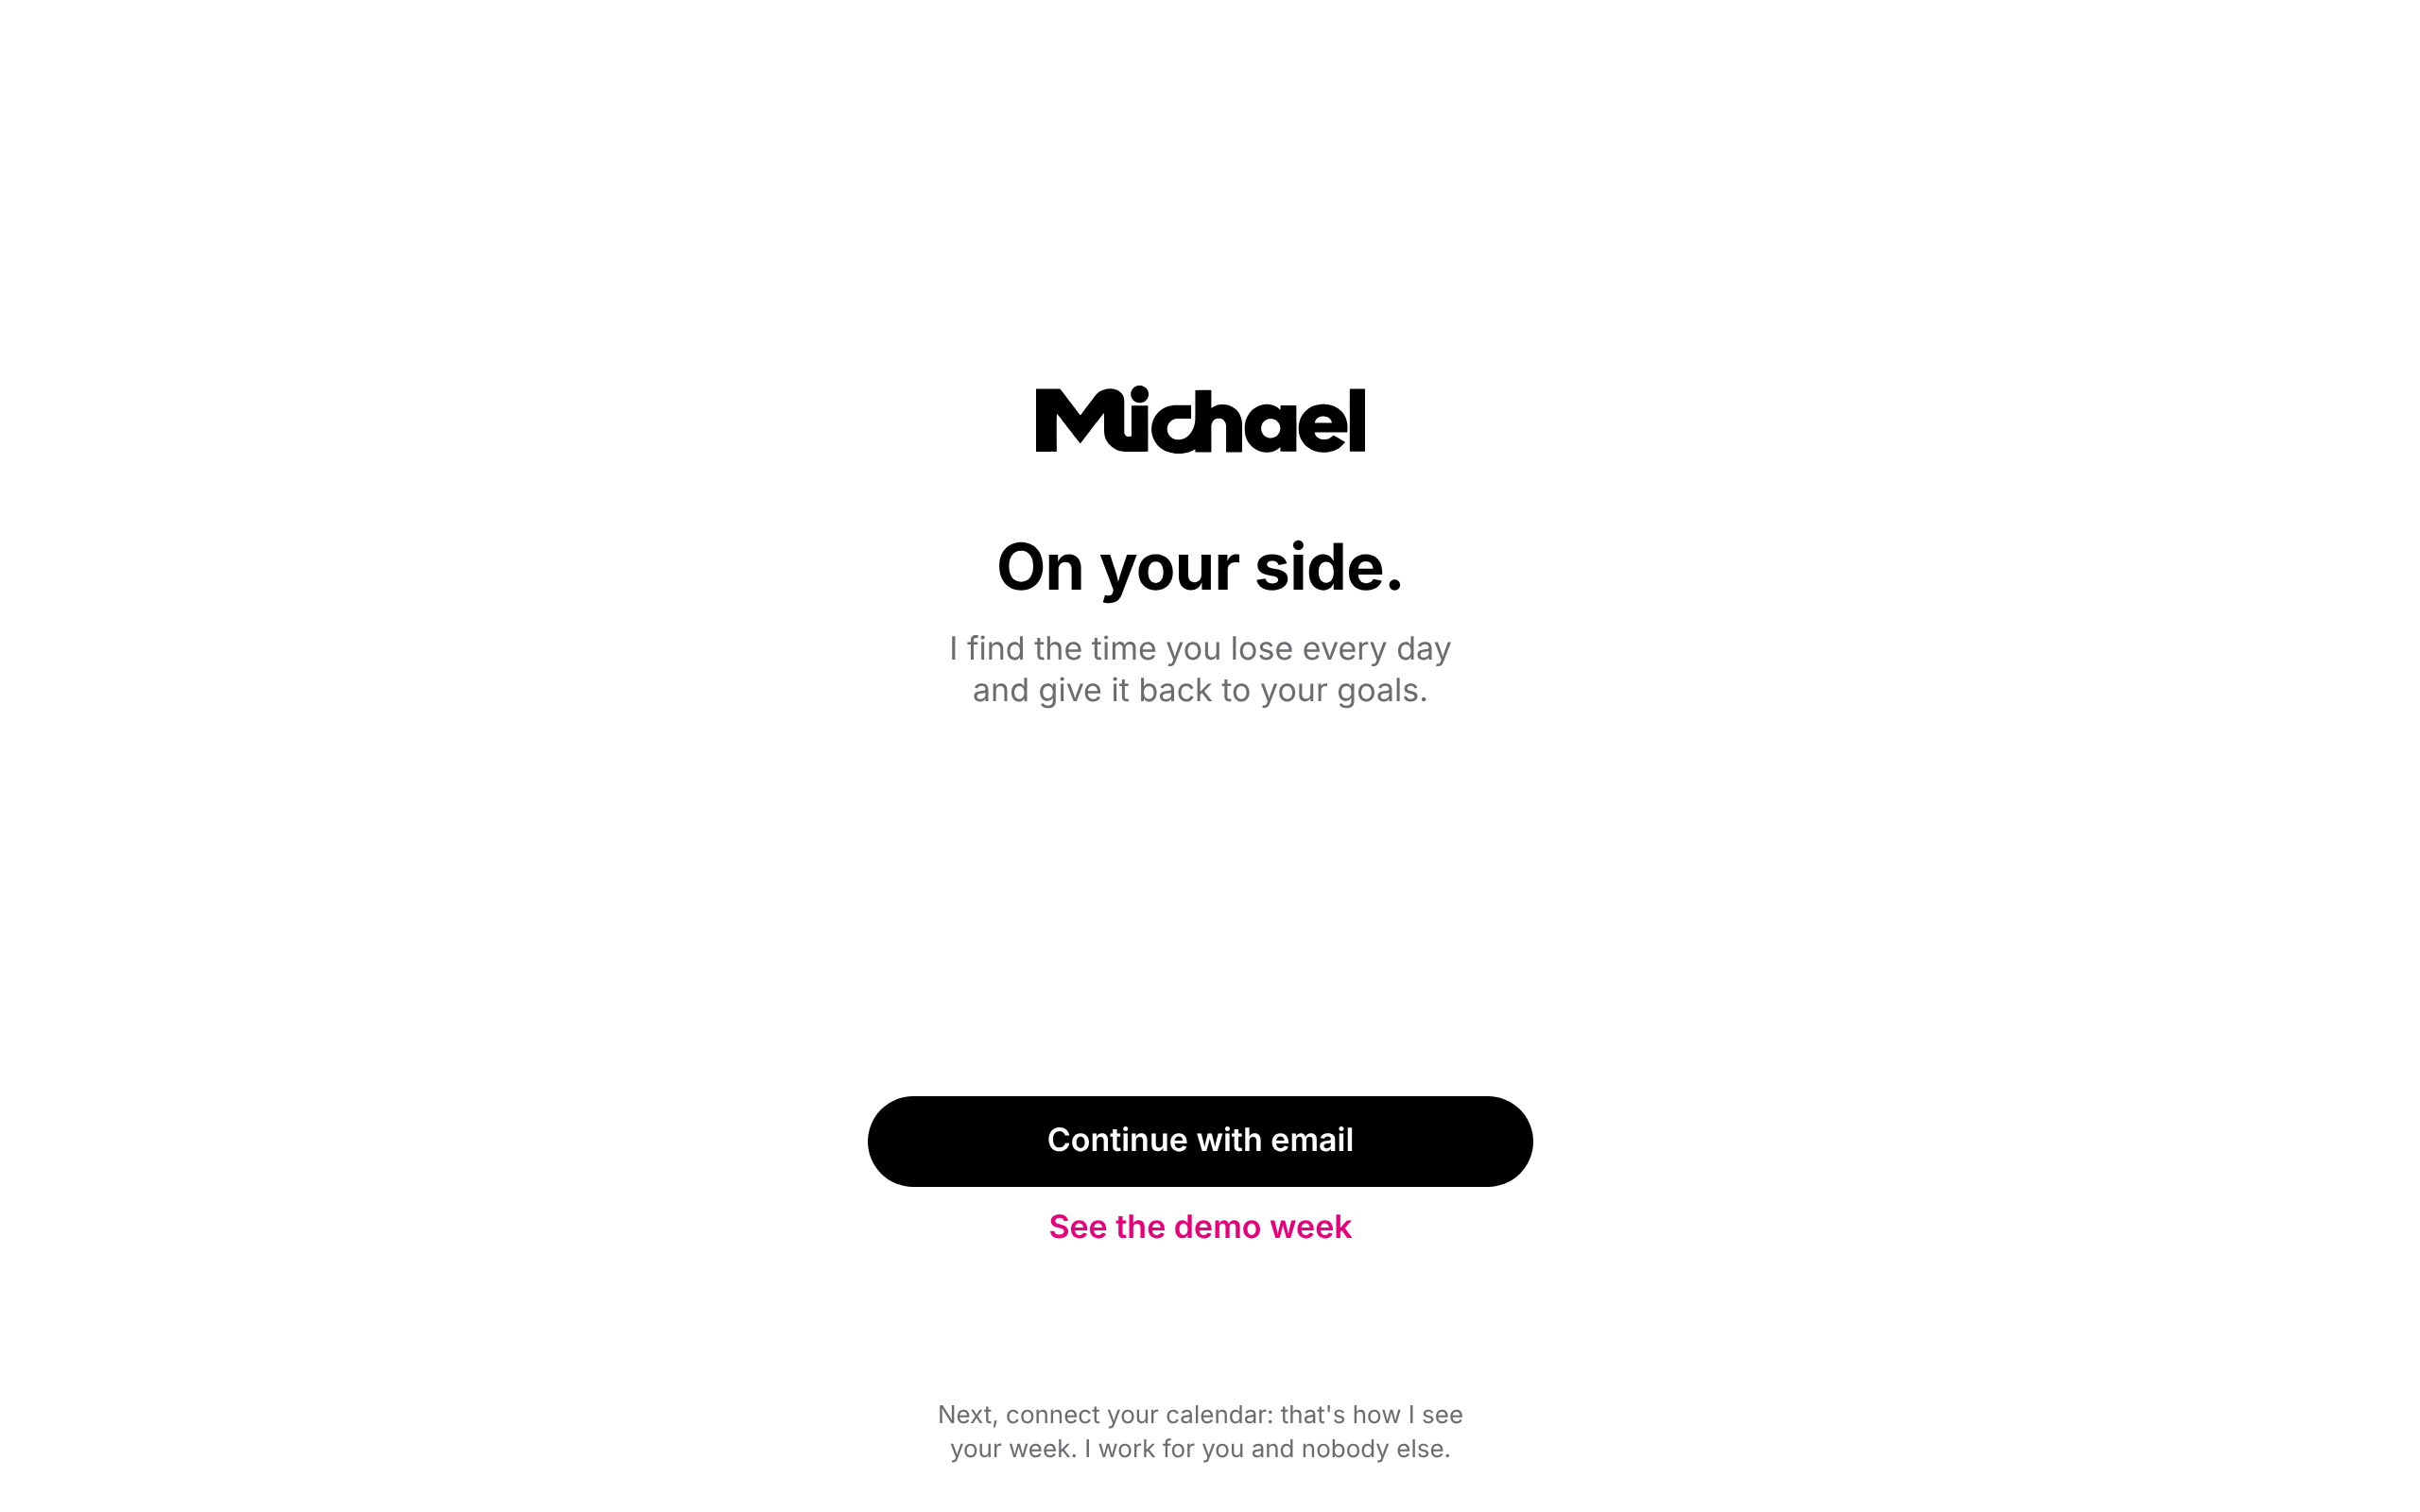 Michael
On your side.
I find the time you lose every day
and give it back to your goals.
Continue with email
See the demo week
Next, connect your calendar: that's how I see
your week. I work for you and nobody else.